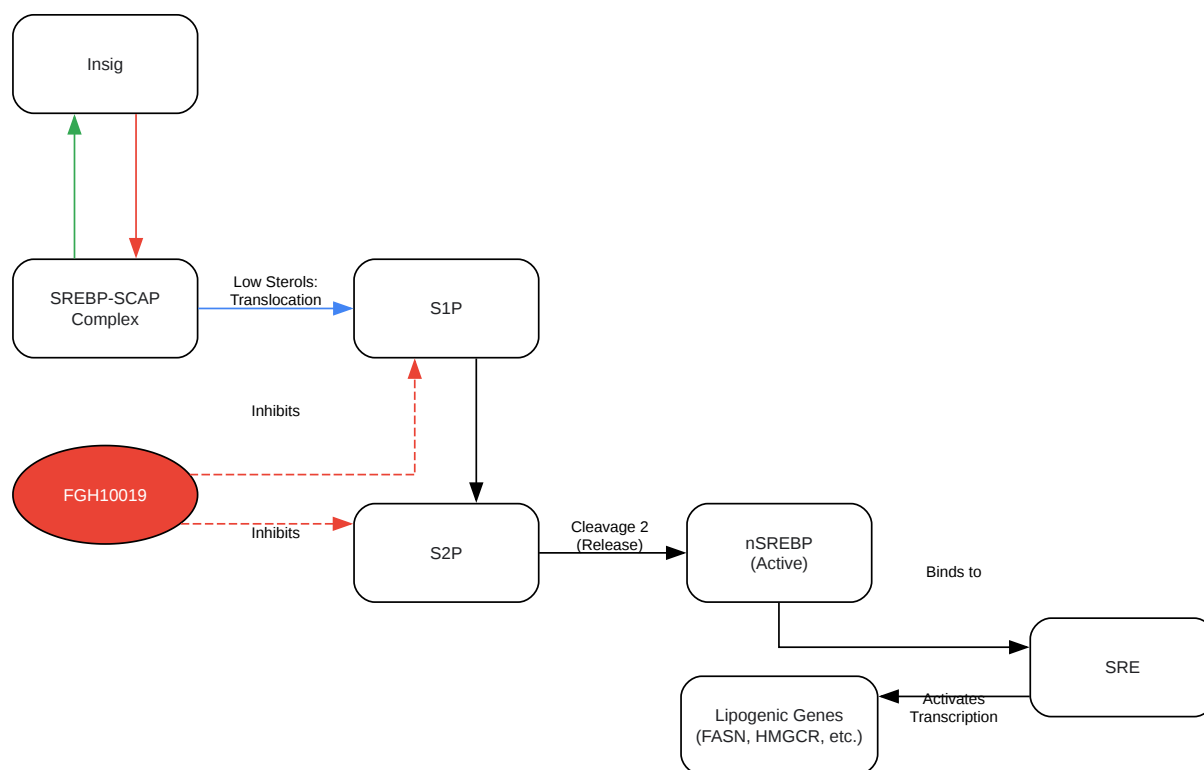 Insig
SREBP-SCAP
Complex
Low Sterols:
Translocation
S1P
Inhibits
FGH10019
Inhibits
S2P
Cleavage 2
(Release)
nSREBP
(Active)
Binds to
SRE
Activates
Transcription
Lipogenic Genes
(FASN, HMGCR, etc.)